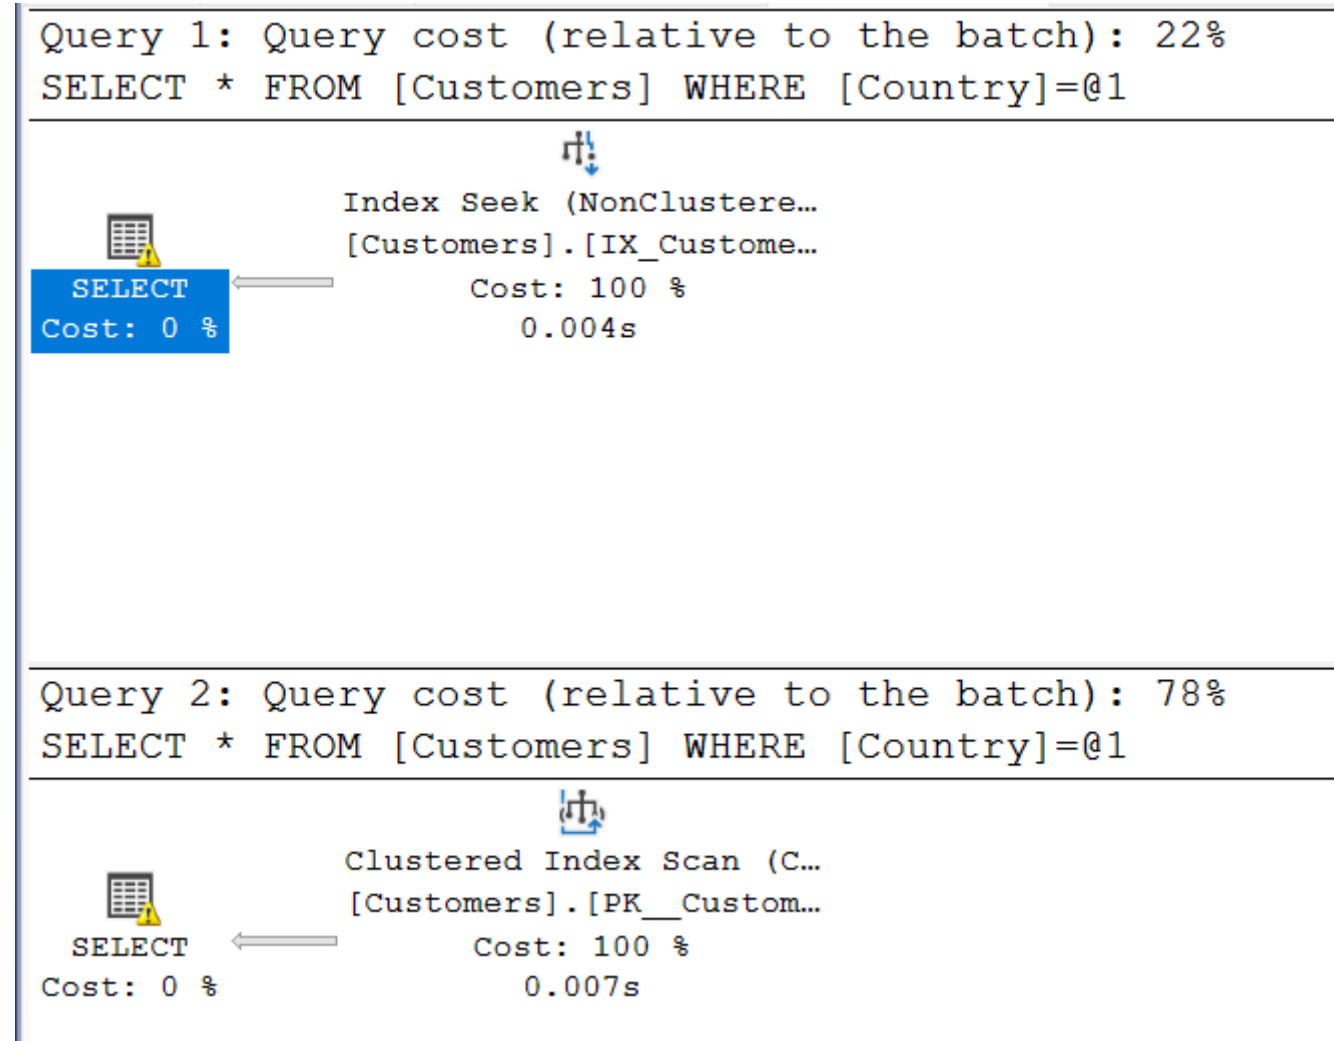 Query 1: Query cost (relative to the batch): 22%
SELECT * FROM [Customers] WHERE [Country]=@1
Index Seek (NonClustere…
[Customers].[IX_Custome…
SELECT
Cost: 100 %
Cost: 0 %
0.004s
Query 2: Query cost (relative to the batch): 78%
SELECT * FROM [Customers] WHERE [Country]=@1
Clustered Index Scan (C…
[Customers].[PK__Custom…
SELECT
Cost: 100 %
Cost: 0 %
0.007s